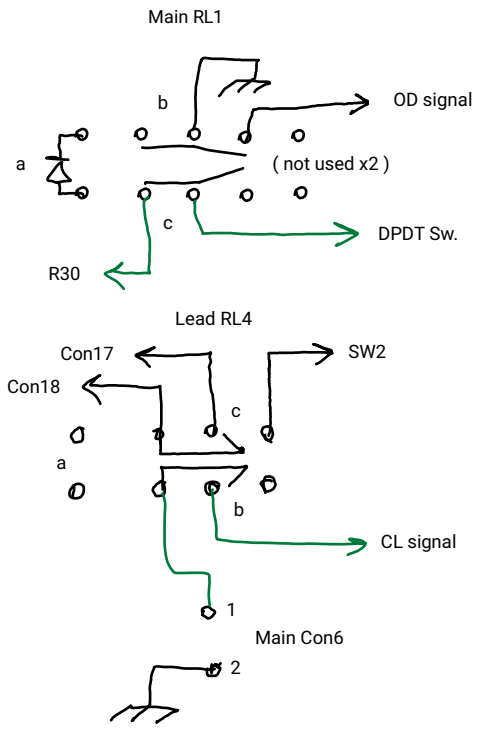 Main RL1
b
OD signal
a
( not used x2 )
c
DPDT Sw.
R30
Lead RL4
Con17
SW2
Con18
c
a
b
CL signal
1
Main Con6
2